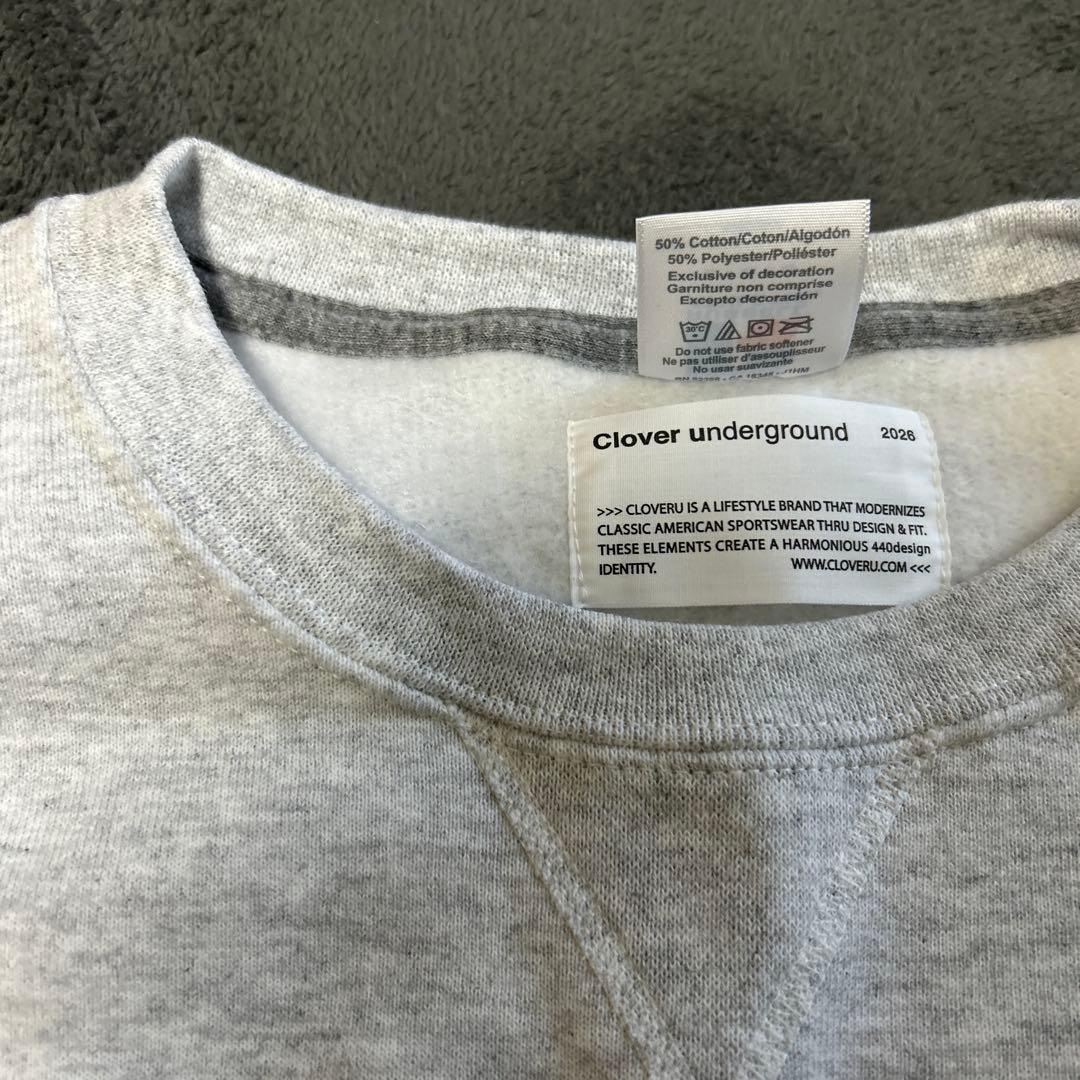 50% Cotton/Coton/Algodón
50% Polyester/Poliéster
Exclusive of decoration
Garniture non comprise
Excepto decoración
30°C
Do not use fabric softener
Ne pas utiliser d'assouplisseur
No usar suavizante
Clover underground 2026
>>> CLOVERU IS A LIFESTYLE BRAND THAT MODERNIZES
CLASSIC AMERICAN SPORTSWEAR THRU DESIGN & FIT.
THESE ELEMENTS CREATE A HARMONIOUS 440design
IDENTITY. WWW.CLOVERU.COM <<<